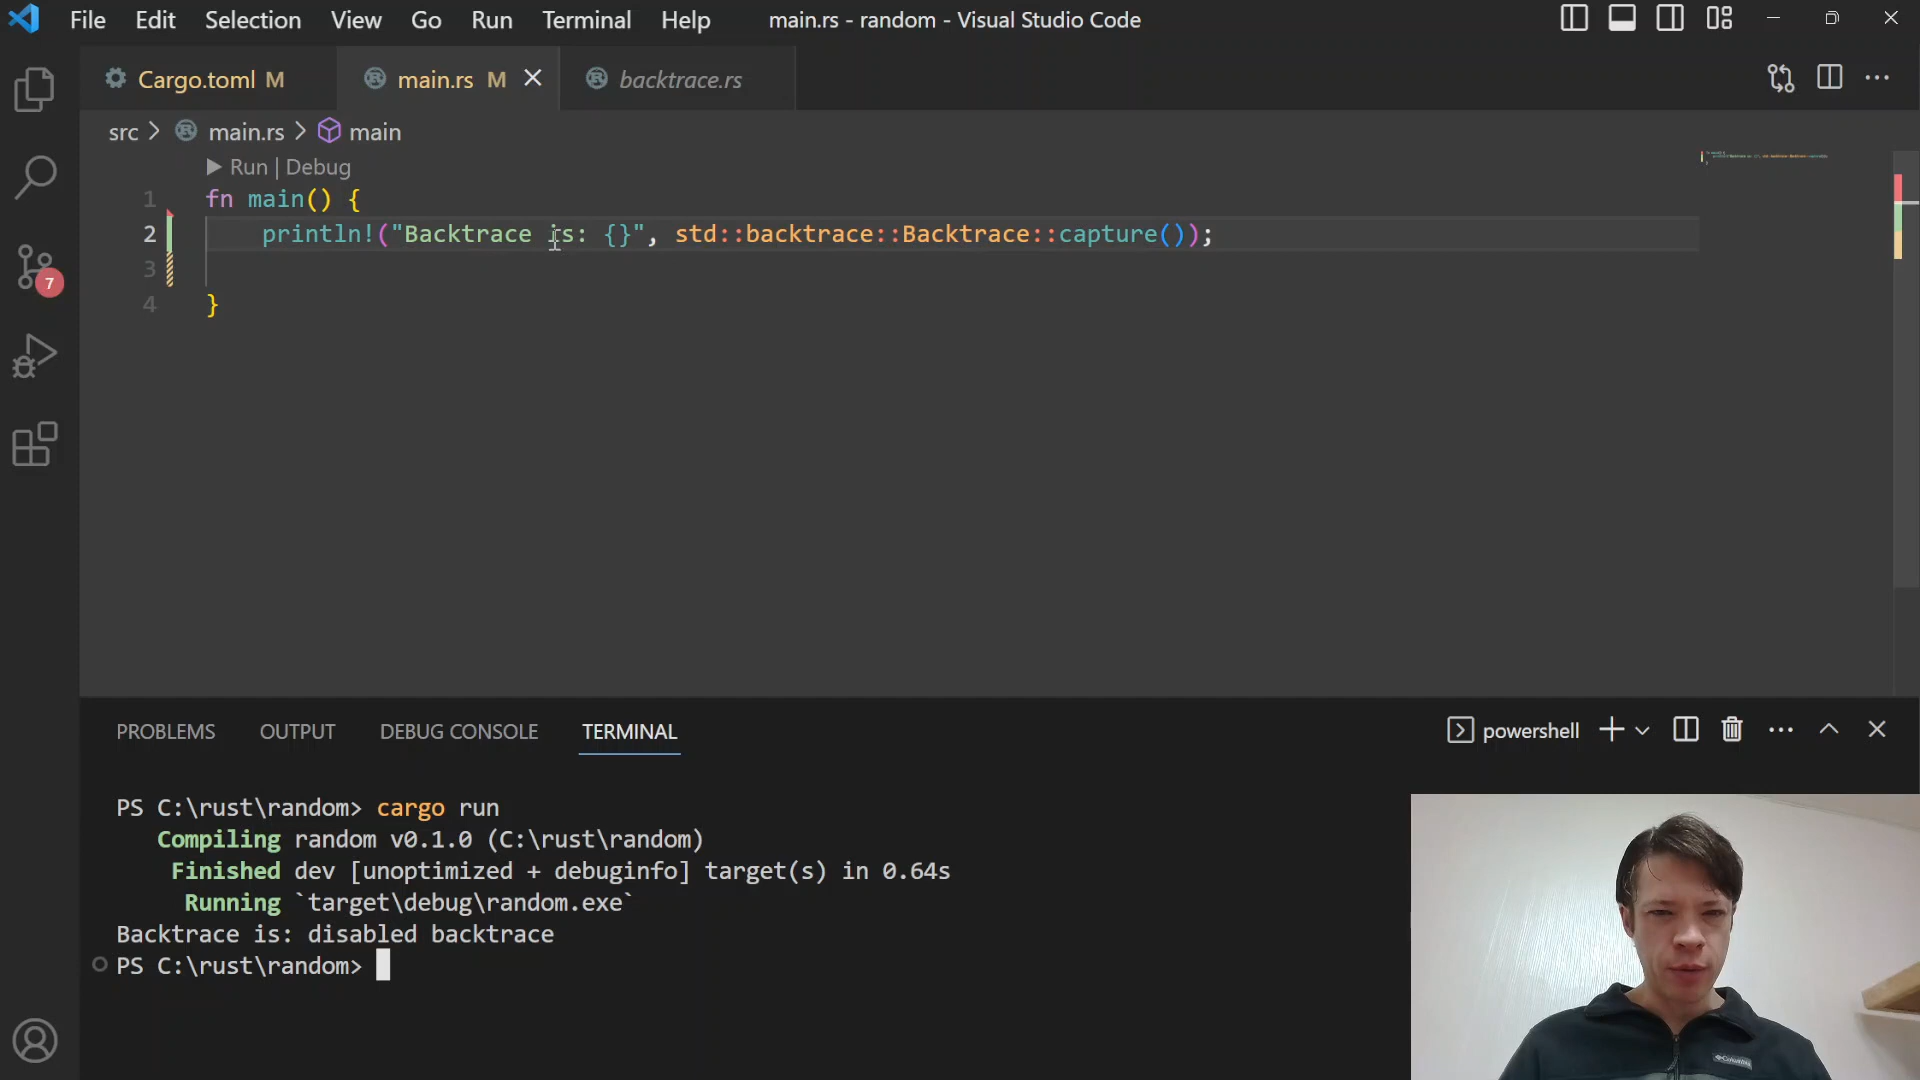 File Edit Selection View Go Run Terminal Help main.rs - random - Visual Studio Code
Cargo.toml M main.rs M backtrace.rs
src > main.rs > main
Run | Debug
1 fn main() {
2 println!("Backtrace is: {}", std::backtrace::Backtrace::capture());
3
4 }
7
PROBLEMS OUTPUT DEBUG CONSOLE TERMINAL powershell
PS C:\rust\random> cargo run
Compiling random v0.1.0 (C:\rust\random)
Finished dev [unoptimized + debuginfo] target(s) in 0.64s
Running `target\debug\random.exe`
Backtrace is: disabled backtrace
PS C:\rust\random>
Columbia